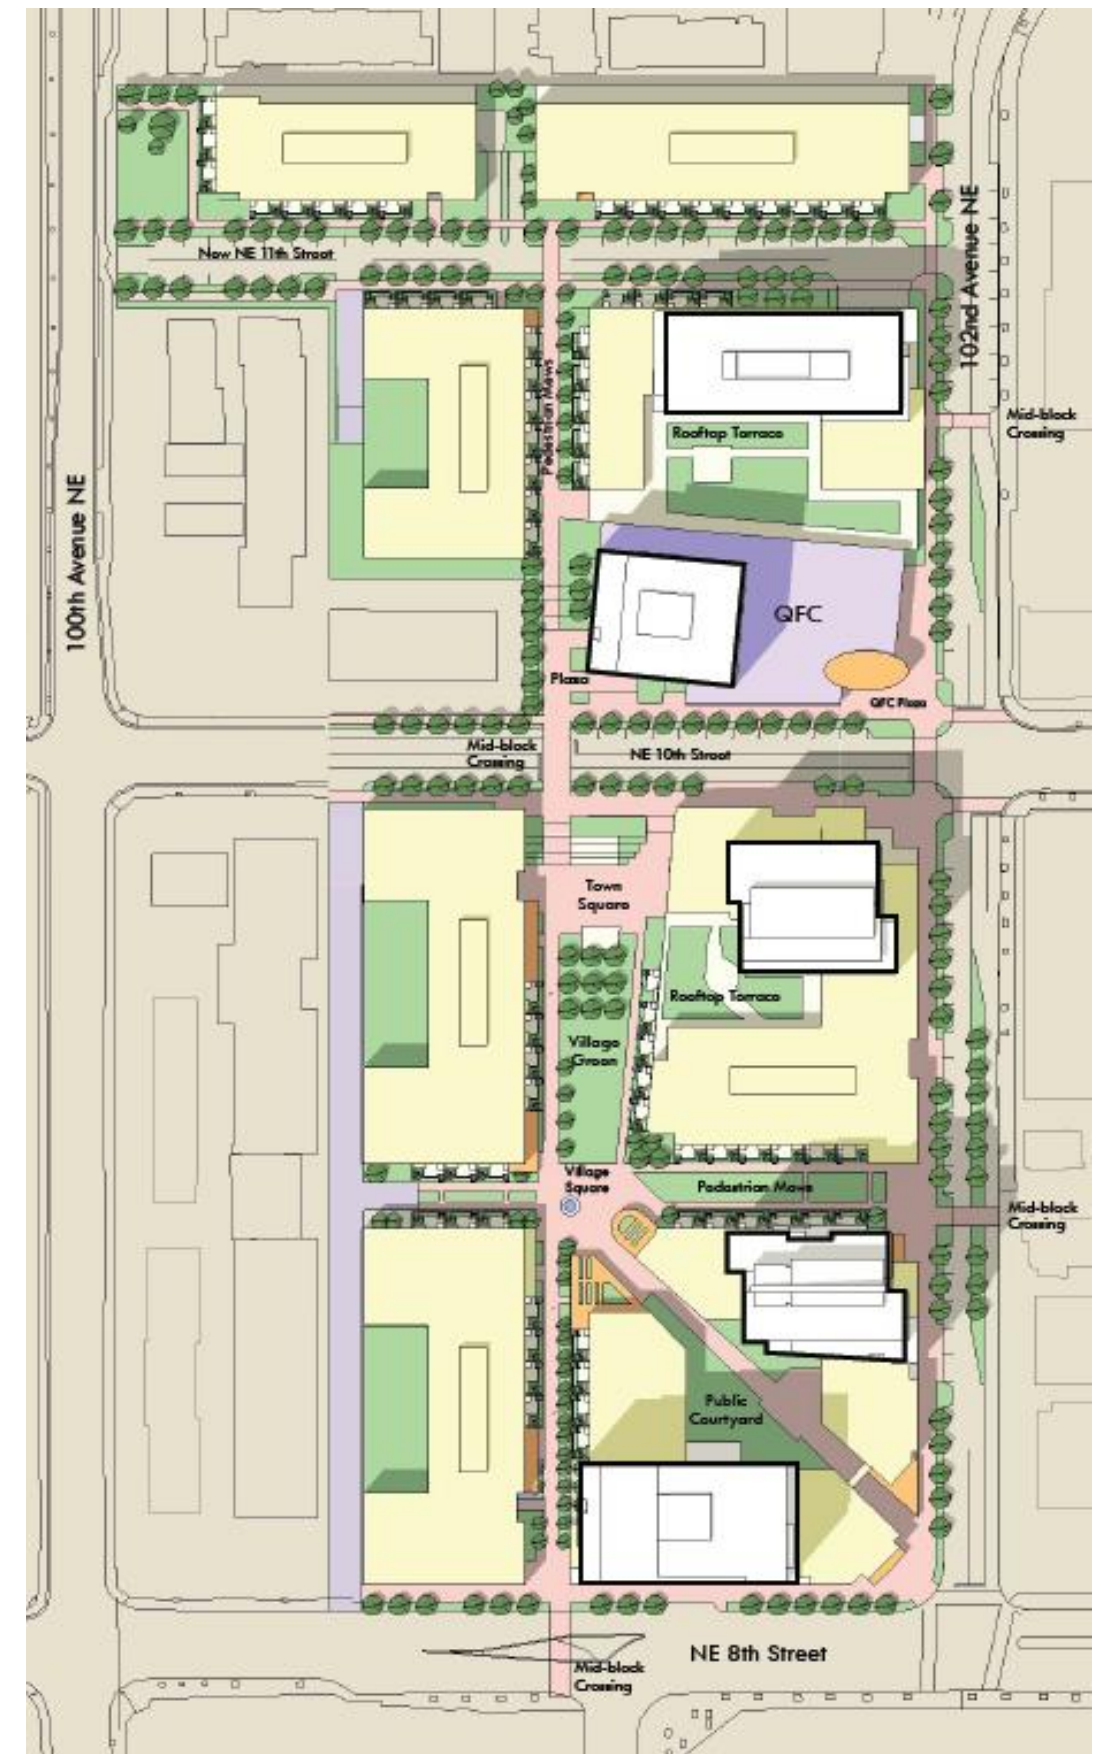 New NE 11th Street
102nd Avenue NE
Pedestrian Mews
Rooftop Terrace
Mid-block
Crossing
100th Avenue NE
QFC
Plaza
QFC Plaza
Mid-block
Crossing
NE 10th Street
Town
Square
Rooftop Terrace
Village
Green
Village
Square
Pedestrian Mews
Mid-block
Crossing
Public
Courtyard
NE 8th Street
Mid-block
Crossing